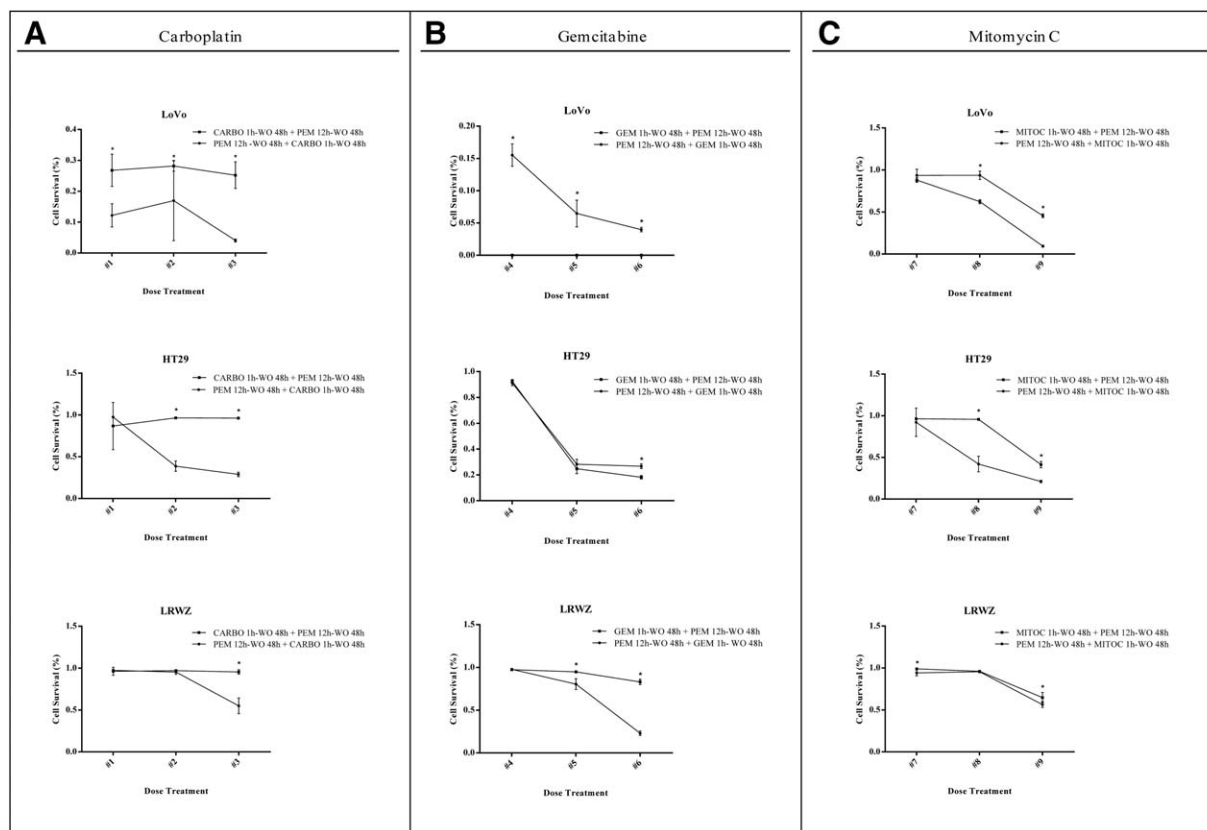 A Carboplatin
LoVo
CARBO 1h-WO 48h + PEM 12h-WO 48h
PEM 12h -WO 48h + CARBO 1h-WO 48h
Cell Survival (%)
0.4
0.3
0.2
0.1
0.0
* * *
#1 #2 #3
Dose Treatment
HT29
CARBO 1h-WO 48h + PEM 12h-WO 48h
PEM 12h-WO 48h + CARBO 1h-WO 48h
Cell Survival (%)
1.5
1.0
0.5
0.0
* *
#1 #2 #3
Dose Treatment
LRWZ
CARBO 1h-WO 48h + PEM 12h-WO 48h
PEM 12h-WO 48h + CARBO 1h-WO 48h
Cell Survival (%)
1.5
1.0
0.5
0.0
*
#1 #2 #3
Dose Treatment
B Gemcitabine
LoVo
GEM 1h-WO 48h + PEM 12h-WO 48h
PEM 12h-WO 48h + GEM 1h-WO 48h
Cell Survival (%)
0.20
0.15
0.10
0.05
0.00
* * *
#4 #5 #6
Dose Treatment
HT29
GEM 1h-WO 48h + PEM 12h-WO 48h
PEM 12h-WO 48h + GEM 1h-WO 48h
Cell Survival (%)
1.0
0.8
0.6
0.4
0.2
0.0
*
#4 #5 #6
Dose Treatment
LRWZ
GEM 1h-WO 48h + PEM 12h-WO 48h
PEM 12h-WO 48h + GEM 1h- WO 48h
Cell Survival (%)
1.5
1.0
0.5
0.0
* *
#4 #5 #6
Dose Treatment
C Mitomycin C
LoVo
MITOC 1h-WO 48h + PEM 12h-WO 48h
PEM 12h-WO 48h + MITOC 1h-WO 48h
Cell Survival (%)
1.5
1.0
0.5
0.0
* *
#7 #8 #9
Dose Treatment
HT29
MITOC 1h-WO 48h + PEM 12h-WO 48h
PEM 12h-WO 48h + MITOC 1h-WO 48h
Cell Survival (%)
1.5
1.0
0.5
0.0
* *
#7 #8 #9
Dose Treatment
LRWZ
MITOC 1h-WO 48h + PEM 12h-WO 48h
PEM 12h-WO 48h + MITOC 1h-WO 48h
Cell Survival (%)
1.5
1.0
0.5
0.0
* *
#7 #8 #9
Dose Treatment